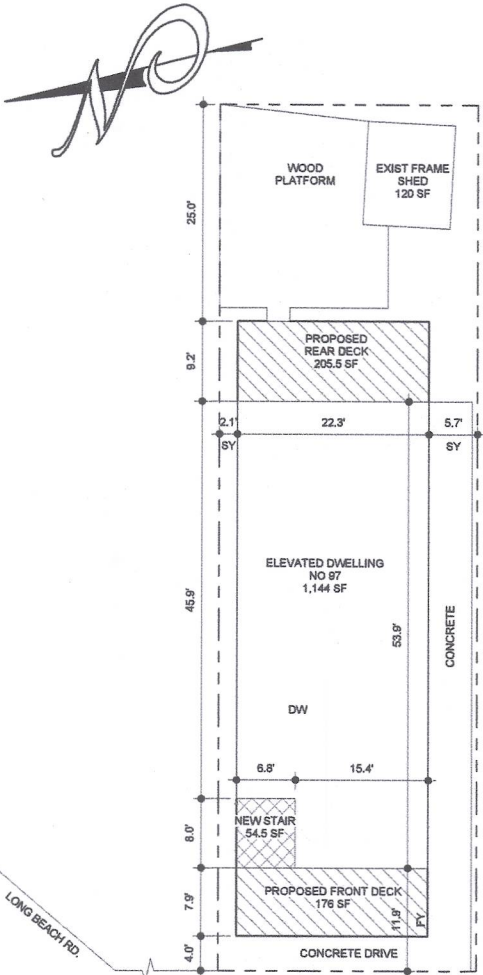 N
WOOD
PLATFORM
EXIST FRAME
SHED
120 SF
25.0'
PROPOSED
REAR DECK
205.5 SF
9.2'
2.1'
22.3'
5.7'
SY
SY
ELEVATED DWELLING
NO 97
1,144 SF
45.9'
53.9'
CONCRETE
DW
6.8'
15.4'
NEW STAIR
54.5 SF
8.0'
PROPOSED FRONT DECK
176 SF
7.9'
11.9'
FY
LONG BEACH RD.
4.0'
CONCRETE DRIVE